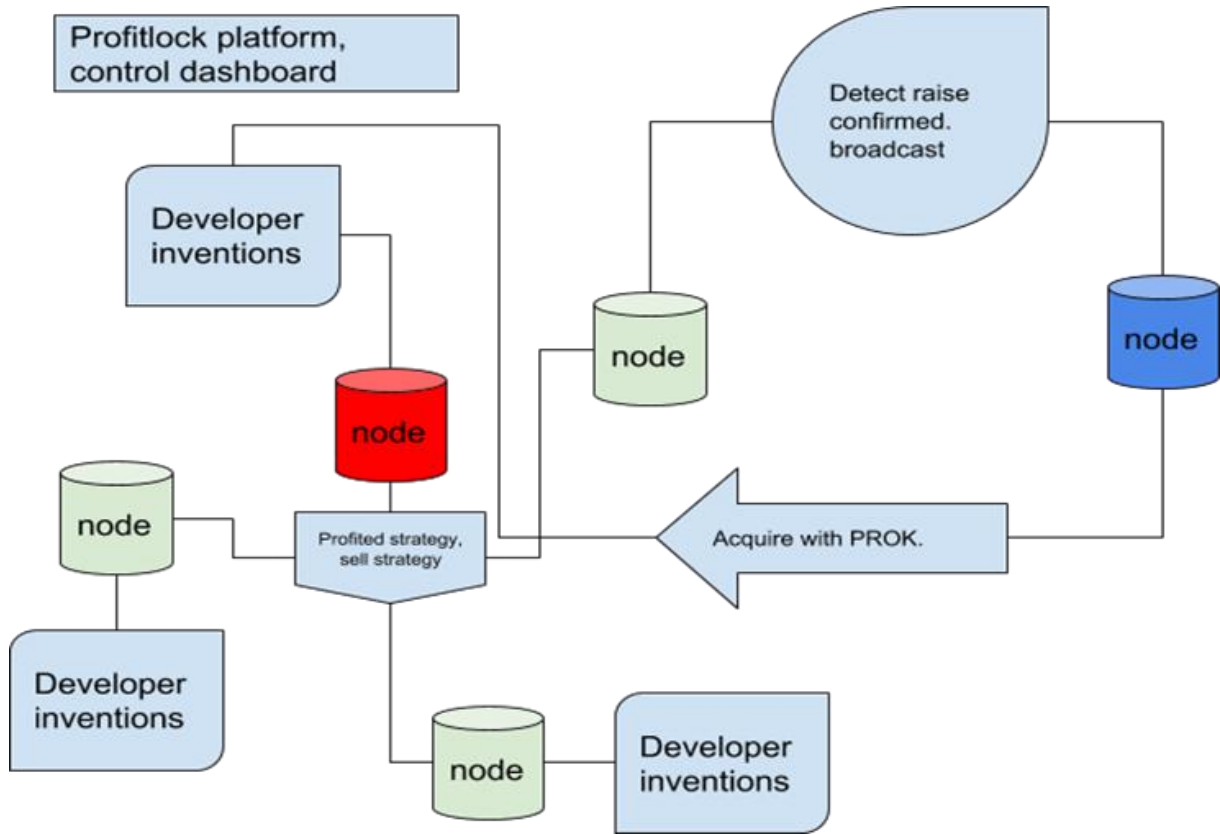 Profitlock platform,
control dashboard
Detect raise
confirmed.
broadcast
Developer
inventions
node
node
node
node
Profited strategy,
sell strategy
Acquire with PROK.
Developer
inventions
node
Developer
inventions